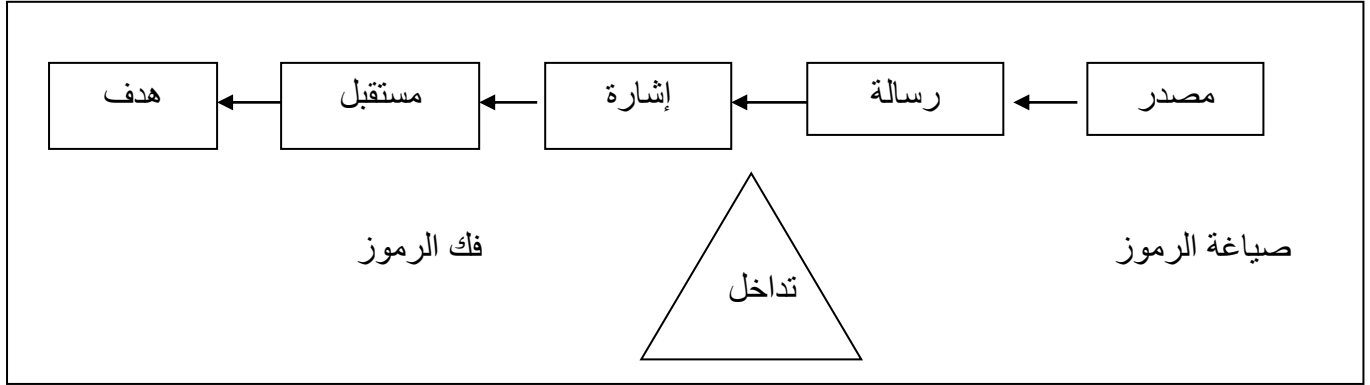 مصدر
رسالة
إشارة
مستقبل
هدف
صياغة الرموز
فك الرموز
تداخل